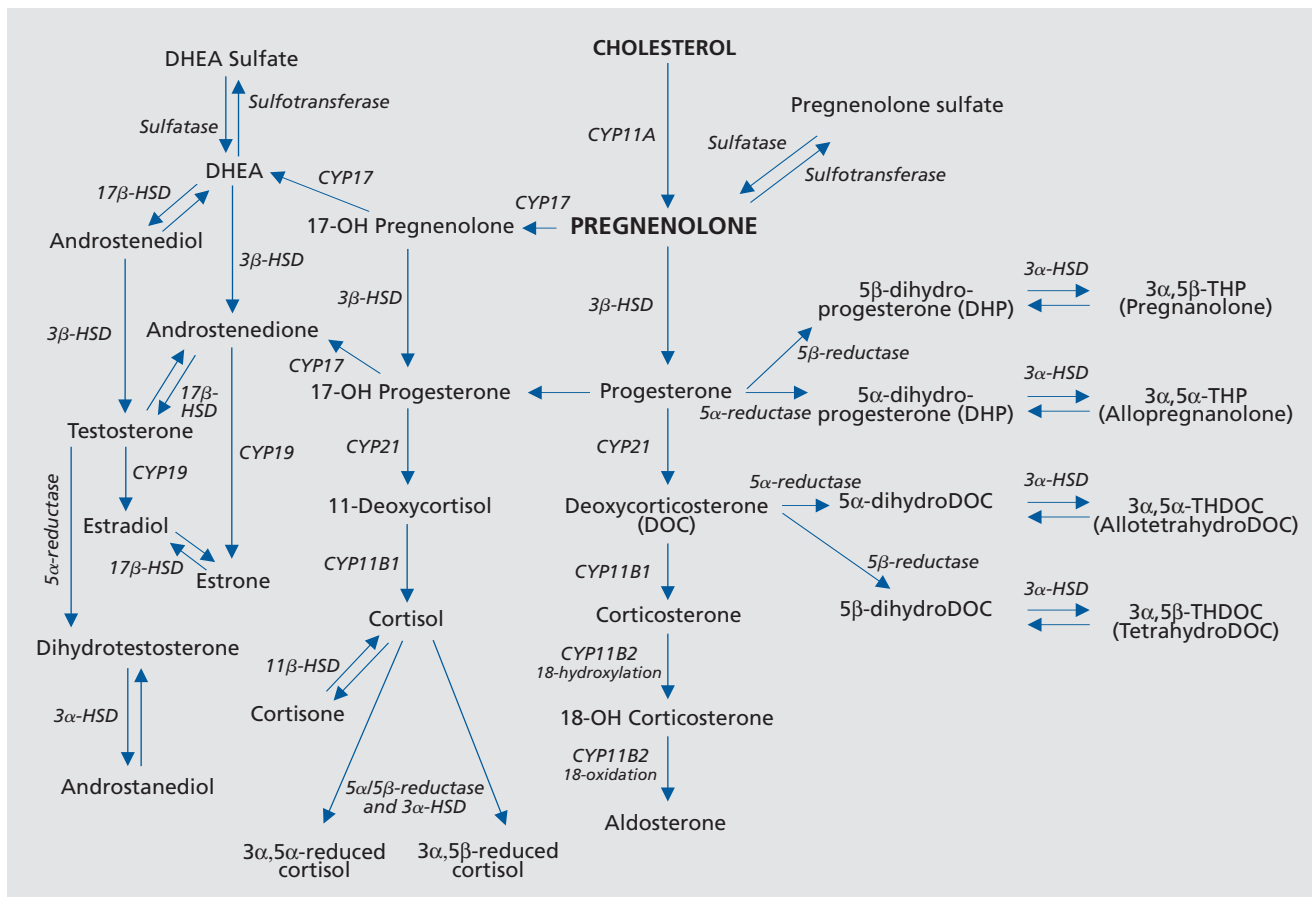 CHOLESTEROL
DHEA Sulfate
Sulfotransferase
Sulfatase
Pregnenolone sulfate
CYP11A
Sulfatase
Sulfotransferase
DHEA
CYP17
17β-HSD
CYP17
Androstenediol
17-OH Pregnenolone
PREGNENOLONE
3β-HSD
3β-HSD
3β-HSD
3β-HSD
5β-dihydro-
progesterone (DHP)
3α-HSD
3α,5β-THP
(Pregnanolone)
Androstenedione
CYP17
5β-reductase
17β-
HSD
17-OH Progesterone
Progesterone
5α-reductase
5α-dihydro-
progesterone (DHP)
3α-HSD
3α,5α-THP
(Allopregnanolone)
Testosterone
CYP19
CYP19
CYP21
CYP21
5α-reductase
5α-reductase
11-Deoxycortisol
Deoxycorticosterone
(DOC)
5α-dihydroDOC
3α-HSD
3α,5α-THDOC
(AllotetrahydroDOC)
Estradiol
17β-HSD
Estrone
CYP11B1
CYP11B1
5β-reductase
5β-dihydroDOC
3α-HSD
3α,5β-THDOC
(TetrahydroDOC)
Cortisol
Corticosterone
Dihydrotestosterone
11β-HSD
CYP11B2
18-hydroxylation
3α-HSD
Cortisone
18-OH Corticosterone
CYP11B2
18-oxidation
Androstanediol
5α/5β-reductase
and 3α-HSD
Aldosterone
3α,5α-reduced
cortisol
3α,5β-reduced
cortisol